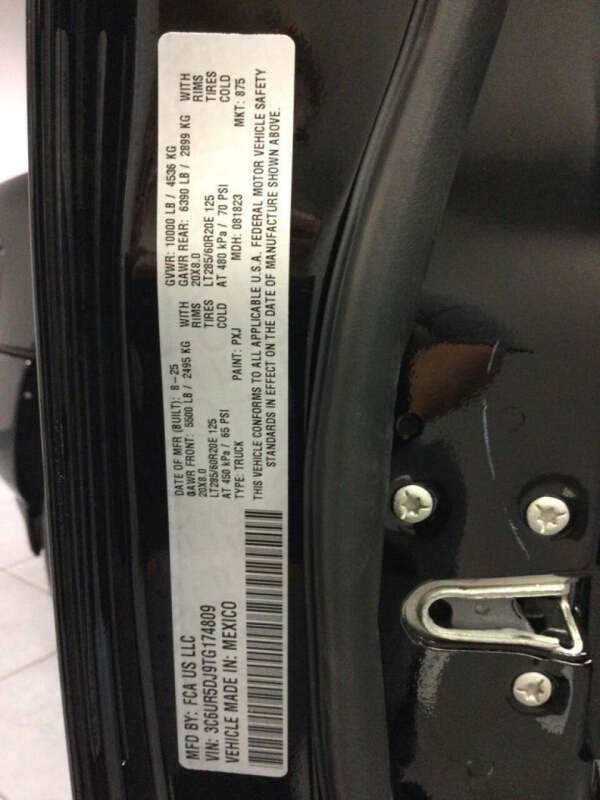 MFD BY: FCA US LLC
VIN: 3C6UR5DJ9TG174809
VEHICLE MADE IN: MEXICO
DATE OF MFR (BUILT): 8-25 GVWR: 10000 LB / 4536 KG
GAWR FRONT: 5500 LB / 2495 KG WITH GAWR REAR: 6390 LB / 2899 KG WITH
20X8.0 RIMS 20X8.0 RIMS
LT285/60R20E 125 TIRES LT285/60R20E 125 TIRES
AT 450 kPa / 65 PSI COLD AT 480 kPa / 70 PSI COLD
TYPE: TRUCK PAINT: PXJ MDH: 081823 MKT: 875
THIS VEHICLE CONFORMS TO ALL APPLICABLE U.S.A. FEDERAL MOTOR VEHICLE SAFETY
STANDARDS IN EFFECT ON THE DATE OF MANUFACTURE SHOWN ABOVE.